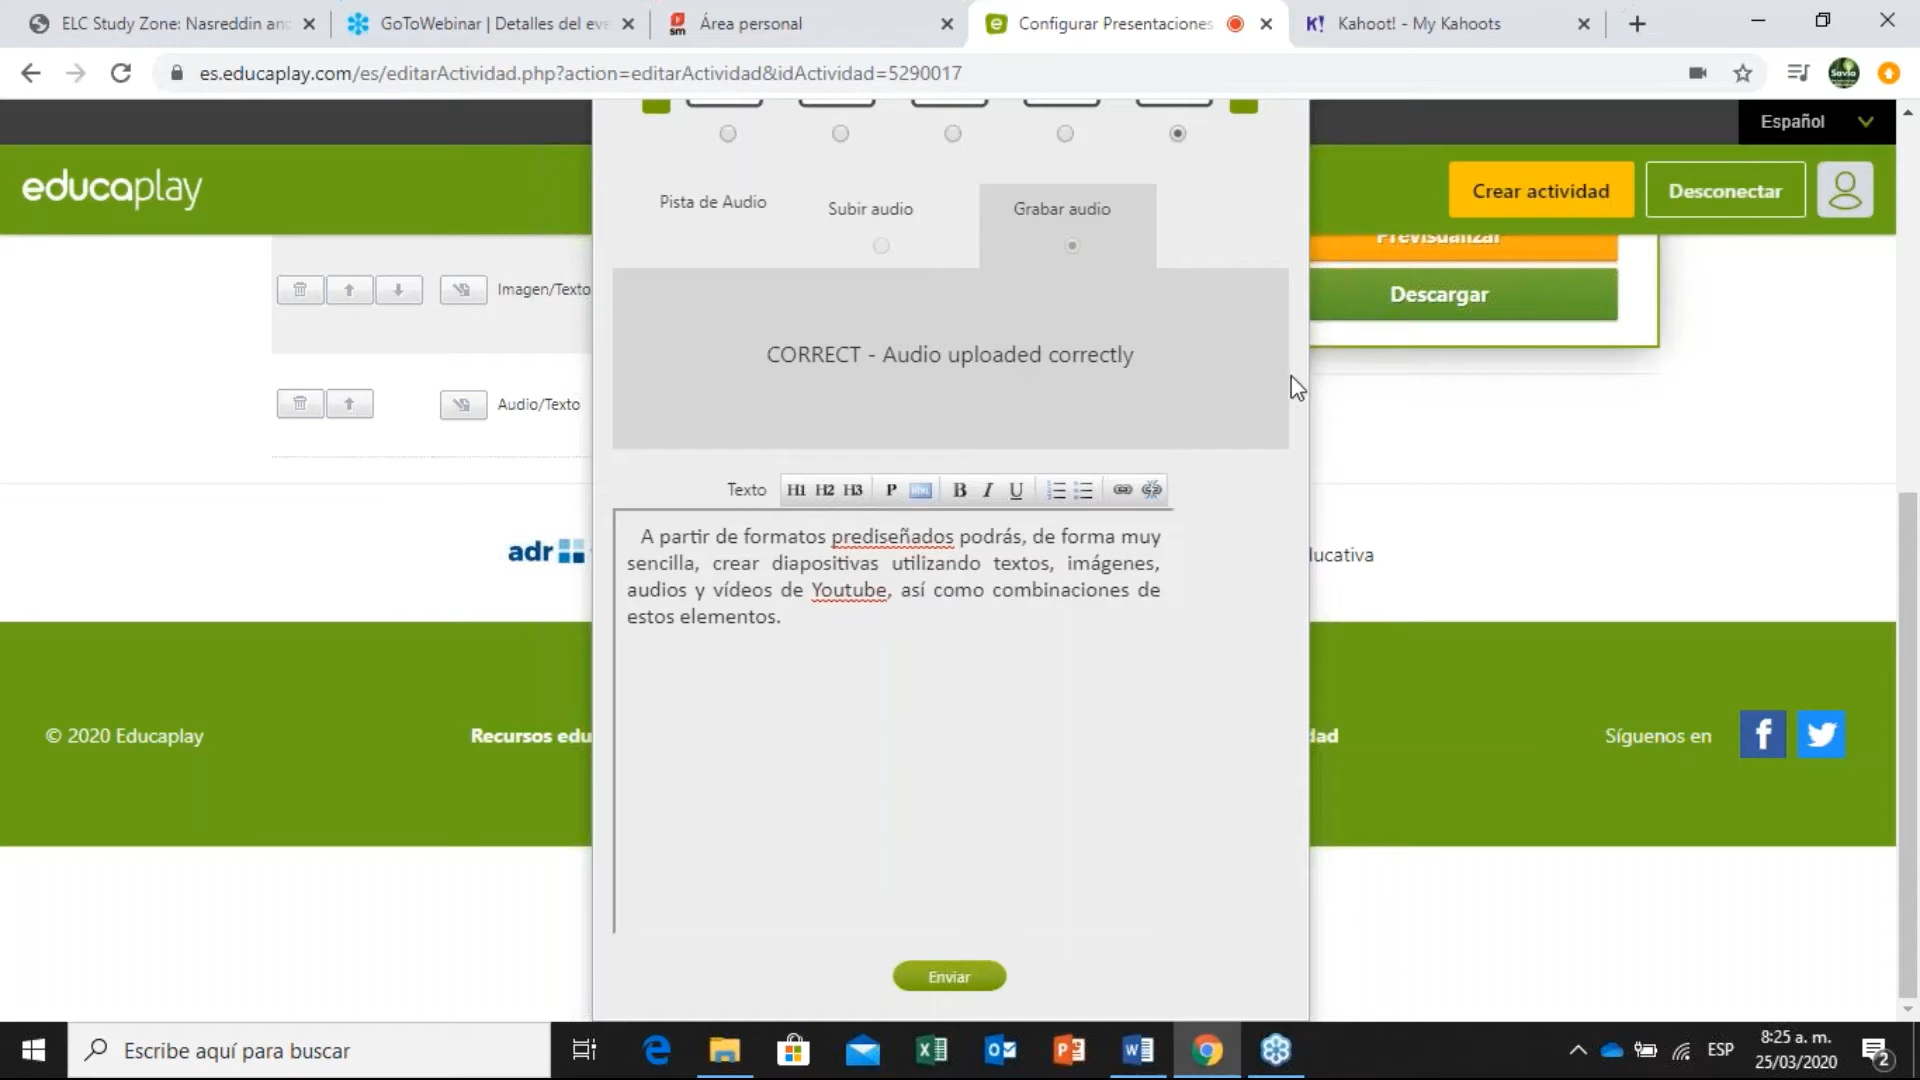 ELC Study Zone: Nasreddin an
GoToWebinar | Detalles del eve
Área personal
Configurar Presentaciones
K! Kahoot! - My Kahoots
es.educaplay.com/es/editarActividad.php?action=editarActividad&idActividad=5290017
Español
educaplay
Crear actividad
Desconectar
Pista de Audio
Subir audio
Grabar audio
Previsualizar
Imagen/Texto
Descargar
CORRECT - Audio uploaded correctly
Audio/Texto
Texto H1 H2 H3 P HTML B I U
A partir de formatos prediseñados podrás, de forma muy
sencilla, crear diapositivas utilizando textos, imágenes,
audios y vídeos de Youtube, así como combinaciones de
estos elementos.
adr
lucativa
© 2020 Educaplay
Recursos edu
dad
Síguenos en
Enviar
Escribe aquí para buscar
ESP
8:25 a. m.
25/03/2020
2